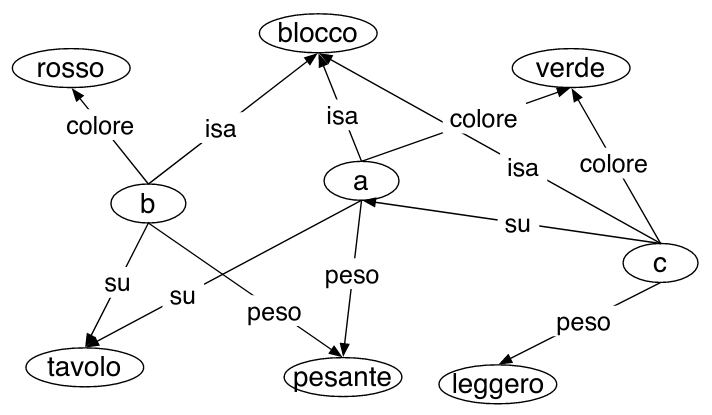 blocco
rosso
verde
colore
isa
isa
colore
isa
colore
b
a
c
su
su
su
peso
peso
peso
tavolo
pesante
leggero